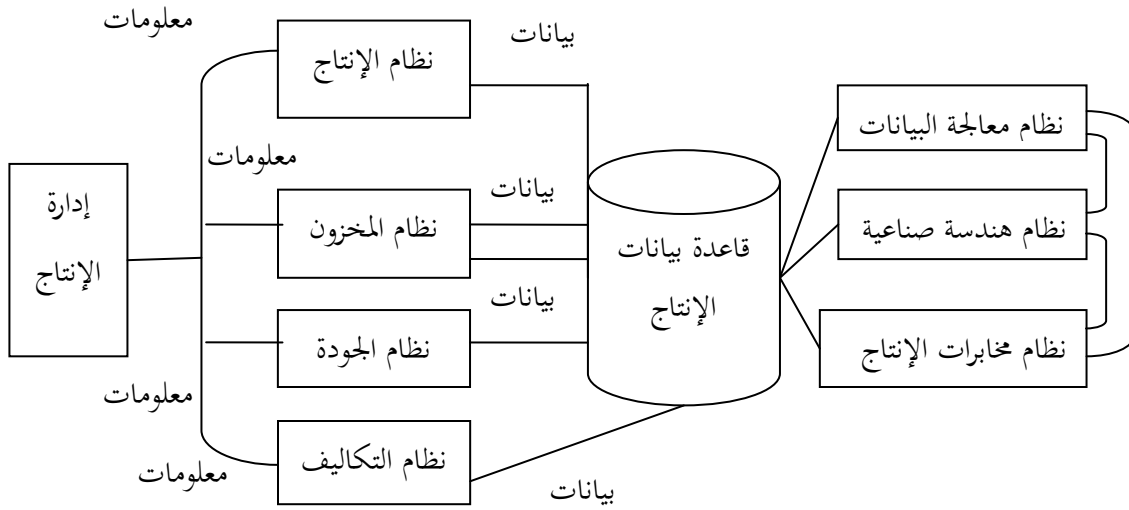 معلومات
بيانات
نظام الإنتاج
نظام معالجة البيانات
معلومات
إدارة
الإنتاج
بيانات
نظام المخزون
قاعدة بيانات
الإنتاج
نظام هندسة صناعية
بيانات
نظام الجودة
نظام مخابرات الإنتاج
معلومات
نظام التكاليف
معلومات
بيانات